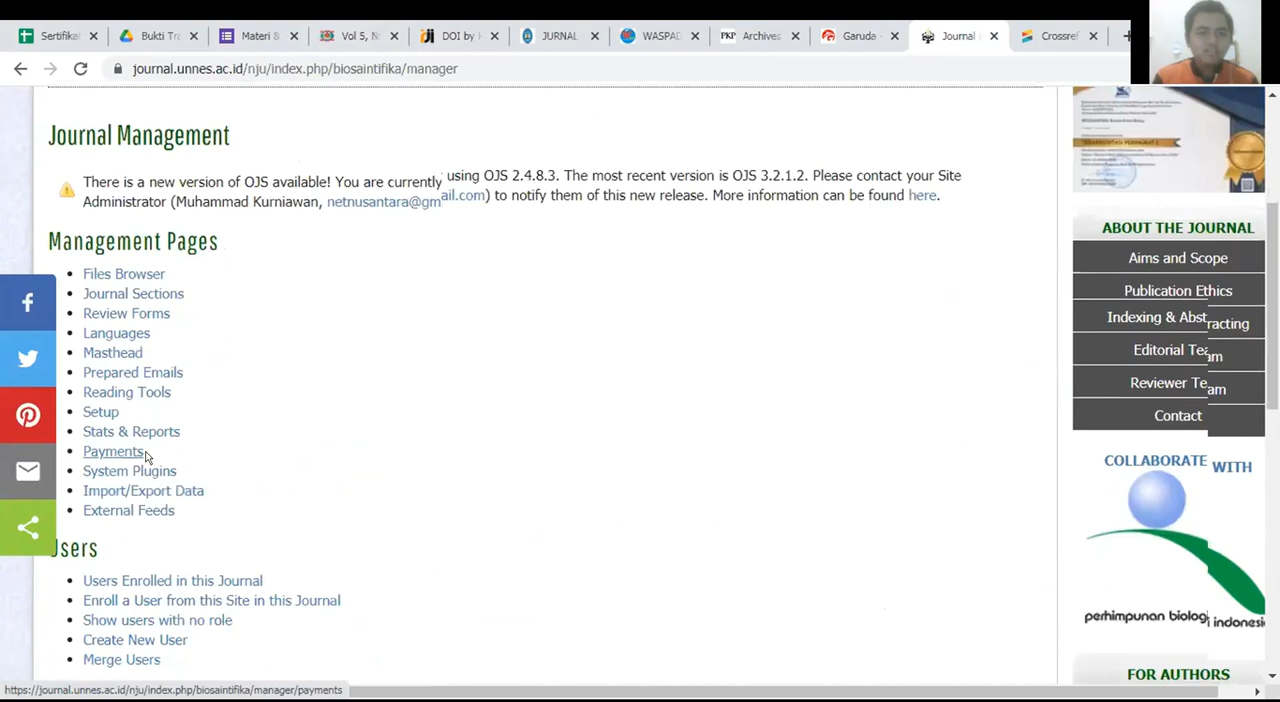 Sertifikat
Bukti Tra
Materi &
Vol 5, N
DOI by
JURNAL
WASPAD
PKP
Archives
Garuda -
Journal
Crossref
journal.unnes.ac.id/nju/index.php/biosaintifika/manager
Journal Management
There is a new version of OJS available! You are currently using OJS 2.4.8.3. The most recent version is OJS 3.2.1.2. Please contact your Site
Administrator (Muhammad Kurniawan, netnusantara@gmail.com) to notify them of this new release. More information can be found here.
Management Pages
Files Browser
Journal Sections
Review Forms
Languages
Masthead
Prepared Emails
Reading Tools
Setup
Stats & Reports
Payments
System Plugins
Import/Export Data
External Feeds
Users
Users Enrolled in this Journal
Enroll a User from this Site in this Journal
Show users with no role
Create New User
Merge Users
https://journal.unnes.ac.id/nju/index.php/biosaintifika/manager/payments
ABOUT THE JOURNAL
Aims and Scope
Publication Ethics
Indexing & Abstracting
Editorial Team
Reviewer Team
Contact
COLLABORATE WITH
perhimpunan biologi indonesia
FOR AUTHORS